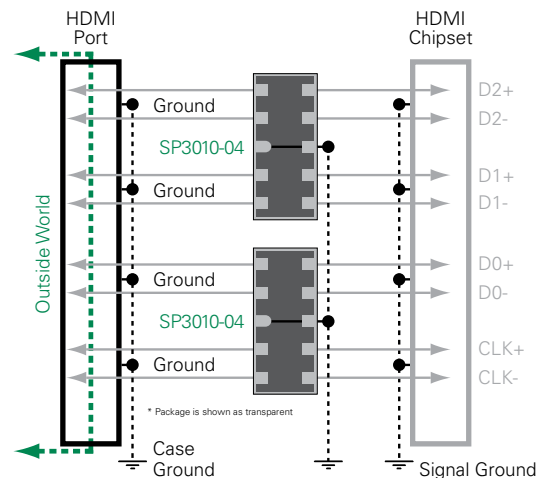 HDMI
Port
HDMI
Chipset
Outside World
Ground
SP3010-04
Ground
Ground
SP3010-04
Ground
D2+
D2-
D1+
D1-
D0+
D0-
CLK+
CLK-
* Package is shown as transparent
Case
Ground
Signal Ground